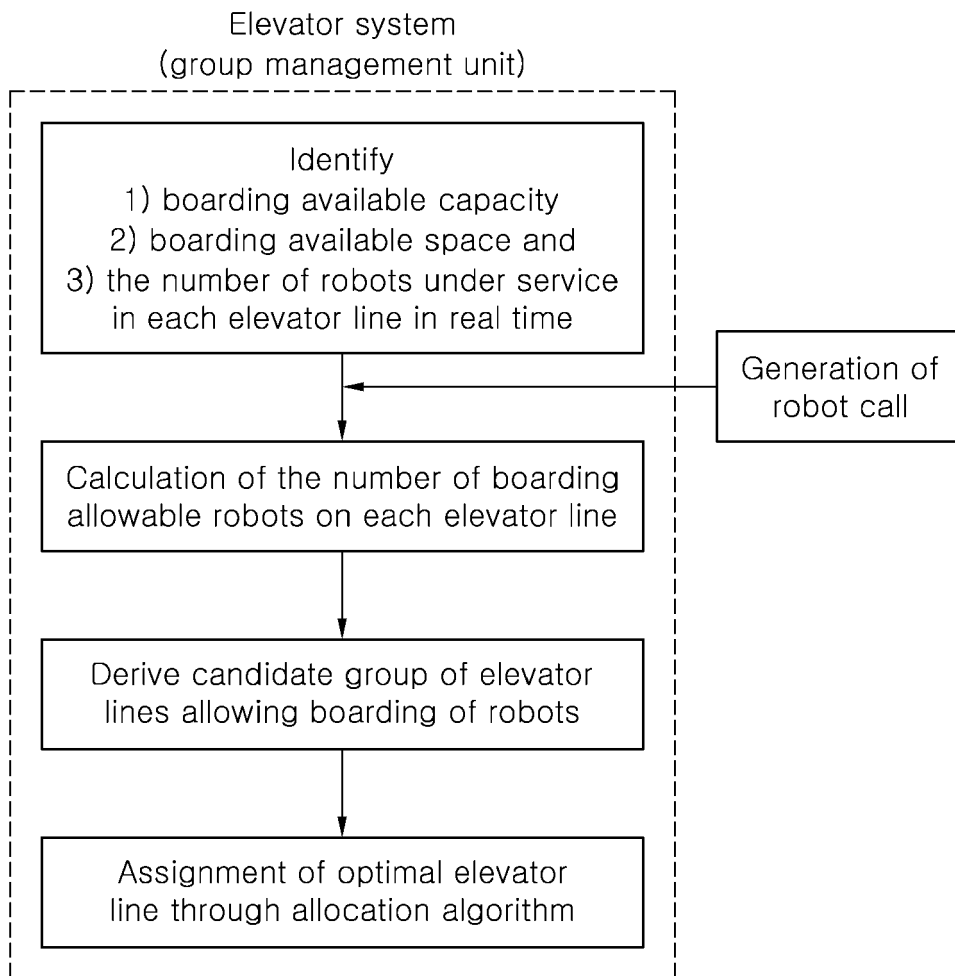 Elevator system
(group management unit)
Identify
1) boarding available capacity
2) boarding available space and
3) the number of robots under service
in each elevator line in real time
Generation of
robot call
Calculation of the number of boarding
allowable robots on each elevator line
Derive candidate group of elevator
lines allowing boarding of robots
Assignment of optimal elevator
line through allocation algorithm